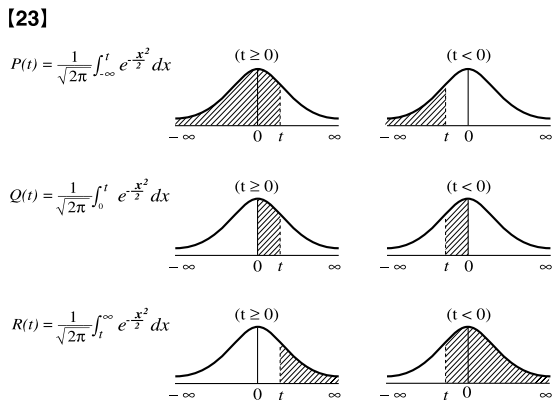 【23】
P(t) = 1/√2π ∫_{-∞}^{t} e^{-x²/2} dx
(t ≥ 0) (t < 0)
− ∞ 0 t ∞ − ∞ t 0 ∞
Q(t) = 1/√2π ∫_{0}^{t} e^{-x²/2} dx
(t ≥ 0) (t < 0)
− ∞ 0 t ∞ − ∞ t 0 ∞
R(t) = 1/√2π ∫_{t}^{∞} e^{-x²/2} dx
(t ≥ 0) (t < 0)
− ∞ 0 t ∞ − ∞ t 0 ∞